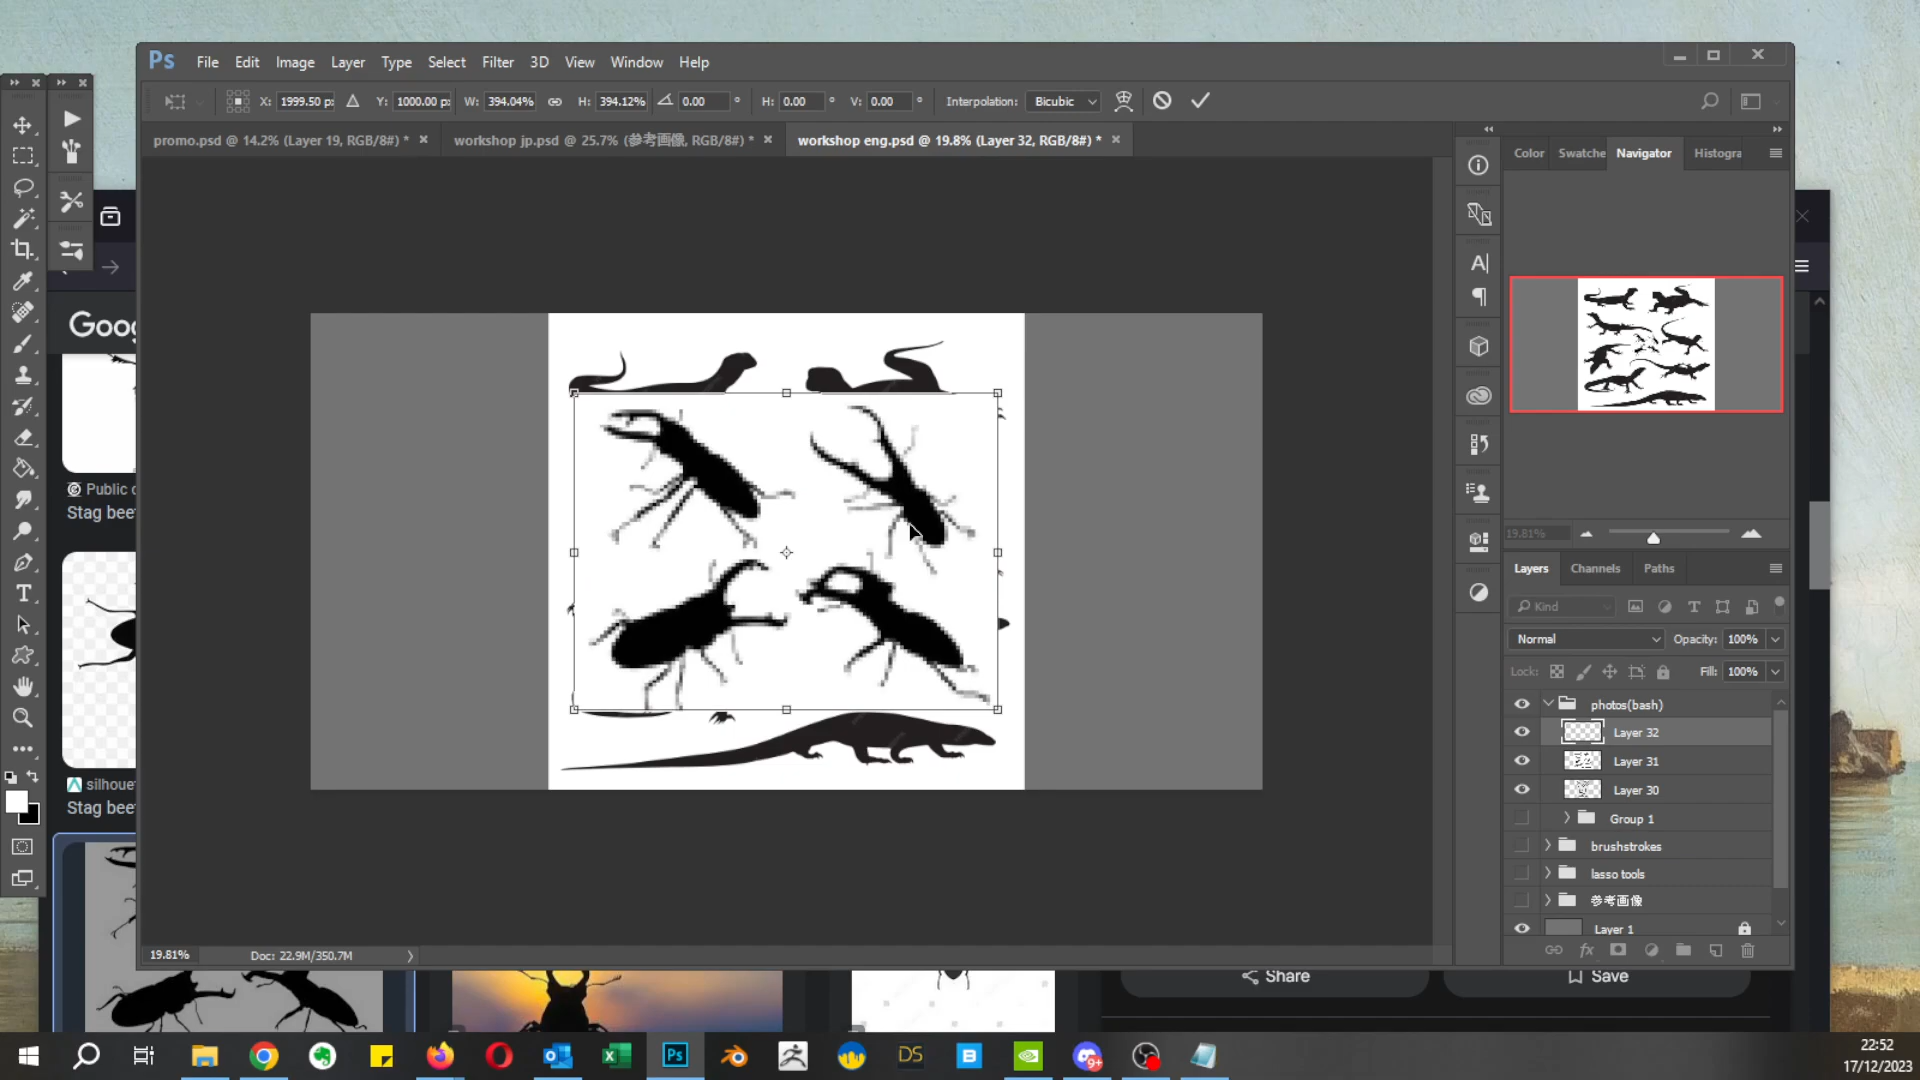 Ps File Edit Image Layer Type Select Filter 3D View Window Help
X: 1999.50 p: Y: 1000.00 p: W: 394.04% H: 394.12% 0.00 ° H: 0.00 ° V: 0.00 ° Interpolation: Bicubic
promo.psd @ 14.2% (Layer 19, RGB/8#) * workshop jp.psd @ 25.7% (参考画像, RGB/8#) * workshop eng.psd @ 19.8% (Layer 32, RGB/8#) *
Color Swatche Navigator Histogra
Goog
Public d
Stag bee
silhouet
Stag bee
19.81%
Layers Channels Paths
Kind
Normal Opacity: 100%
Lock: Fill: 100%
photos(bash)
Layer 32
Layer 31
Layer 30
Group 1
brushstrokes
lasso tools
参考画像
Layer 1
19.81% Doc: 22.9M/350.7M
Share Save
Ps DS B 9+
22:52
17/12/2023